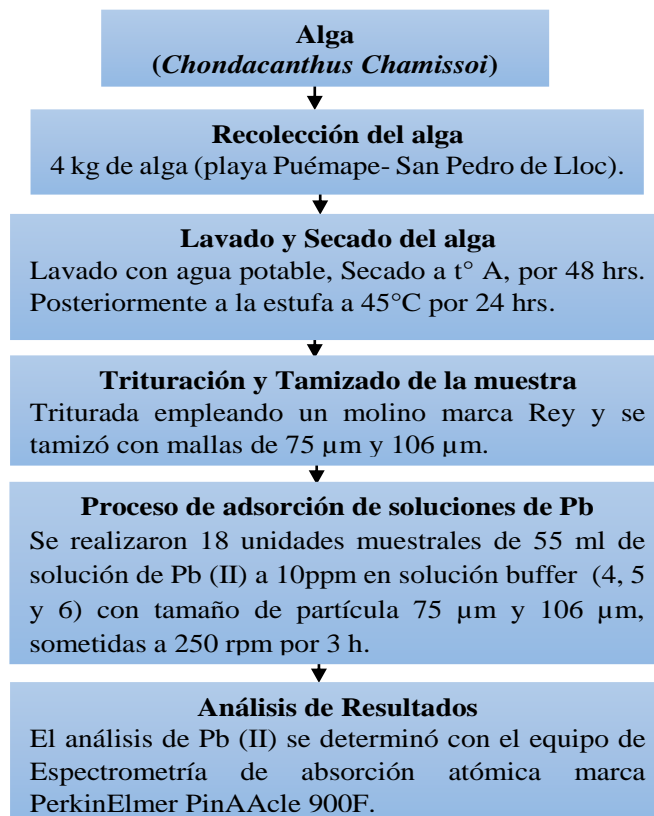 Alga
(Chondacanthus Chamissoi)
Recolección del alga
4 kg de alga (playa Puémape- San Pedro de Lloc).
Lavado y Secado del alga
Lavado con agua potable, Secado a t° A, por 48 hrs.
Posteriormente a la estufa a 45°C por 24 hrs.
Trituración y Tamizado de la muestra
Triturada empleando un molino marca Rey y se
tamizó con mallas de 75 µm y 106 µm.
Proceso de adsorción de soluciones de Pb
Se realizaron 18 unidades muestrales de 55 ml de
solución de Pb (II) a 10ppm en solución buffer (4, 5
y 6) con tamaño de partícula 75 µm y 106 µm,
sometidas a 250 rpm por 3 h.
Análisis de Resultados
El análisis de Pb (II) se determinó con el equipo de
Espectrometría de absorción atómica marca
PerkinElmer PinAAcle 900F.